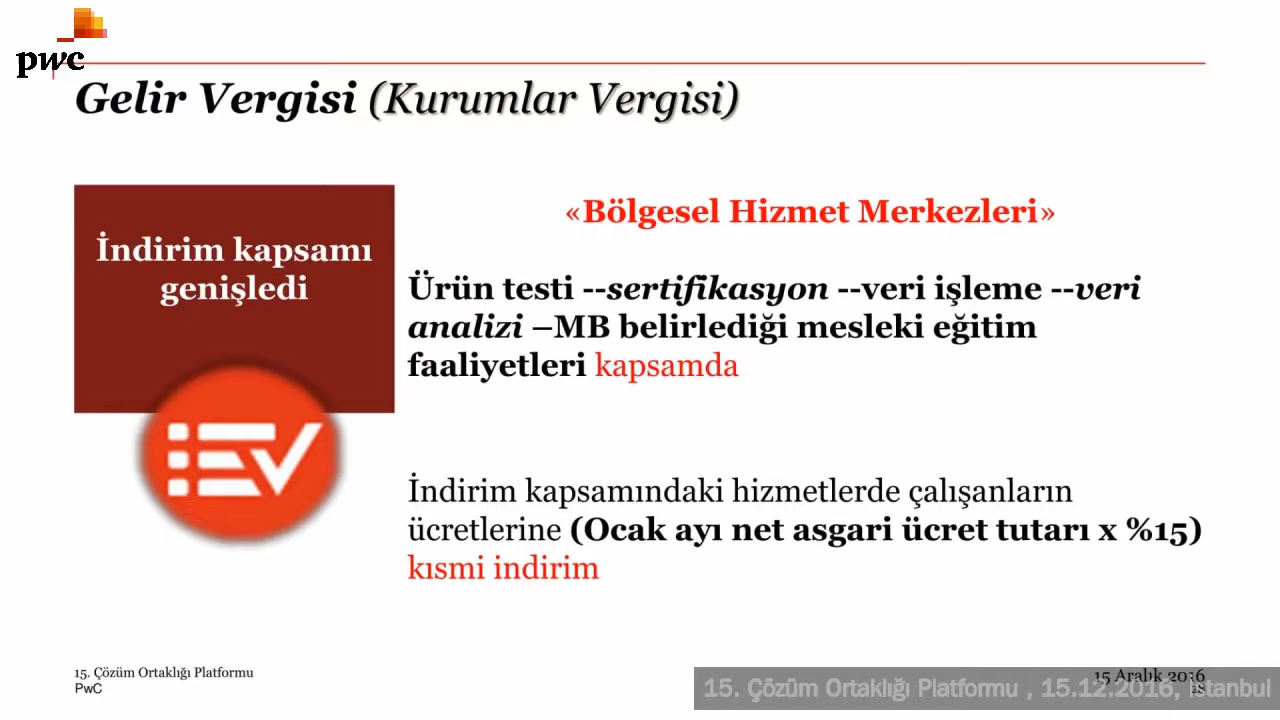 pwc
Gelir Vergisi (Kurumlar Vergisi)
İndirim kapsamı
genişledi
«Bölgesel Hizmet Merkezleri»
Ürün testi --sertifikasyon --veri işleme --veri
analizi –MB belirlediği mesleki eğitim
faaliyetleri kapsamda
İndirim kapsamındaki hizmetlerde çalışanların
ücretlerine (Ocak ayı net asgari ücret tutarı x %15)
kısmi indirim
15. Çözüm Ortaklığı Platformu
PwC
15 Aralık 2016
28
15. Çözüm Ortaklığı Platformu , 15.12.2016, İstanbul